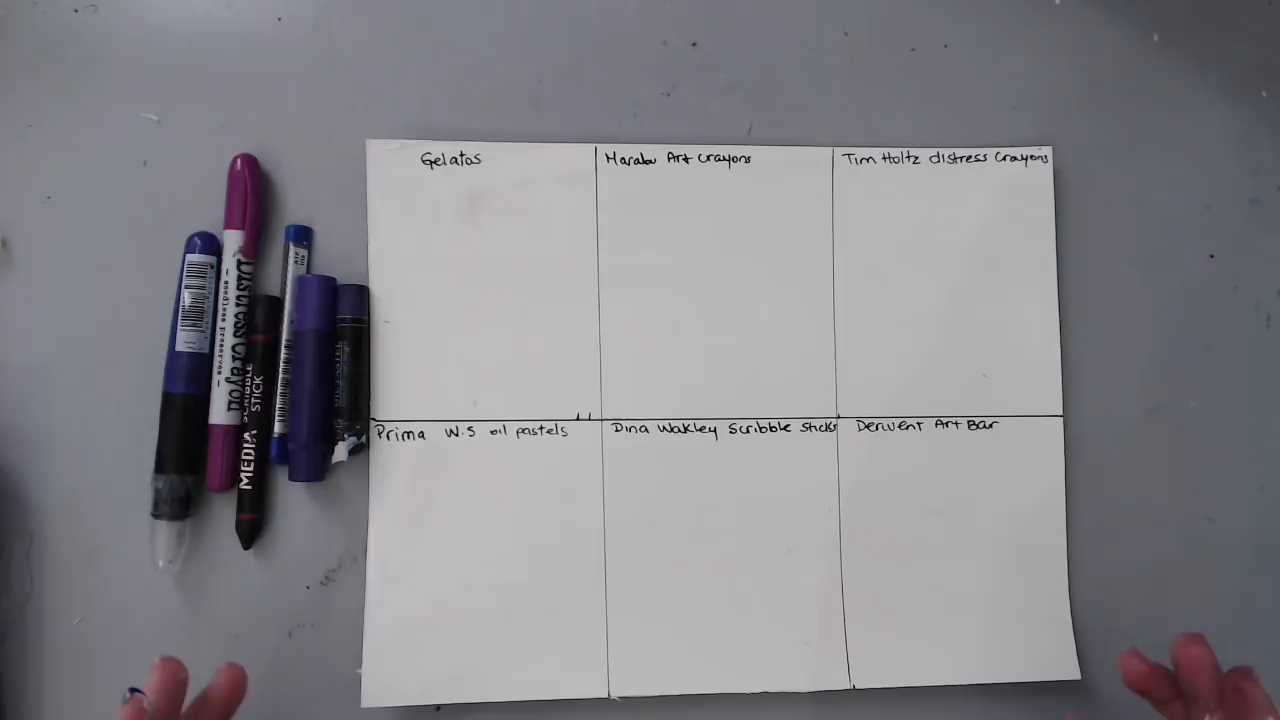 Gelatos
Marabu Art Crayons
Tim Holtz distress Crayons
Prima W.S oil pastels
Dina Wakley Scribble Sticks
Derwent Art Bar
Distress Crayon
MEDIA SCRIBBLE
STICK